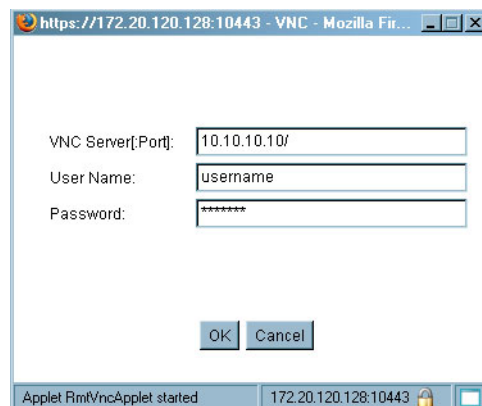 https://172.20.120.128:10443 - VNC - Mozilla Fir...
VNC Server[:Port]: 10.10.10.10/
User Name: username
Password: *******
OK Cancel
Applet RmtVncApplet started 172.20.120.128:10443